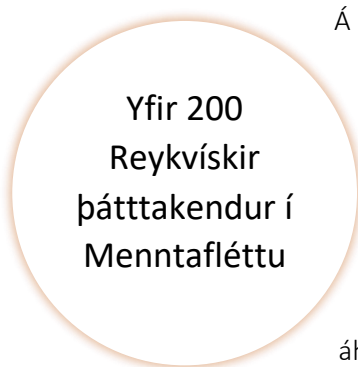 Á
Yfir 200
Reykvískir
þátttakendur í
Menntafléttu